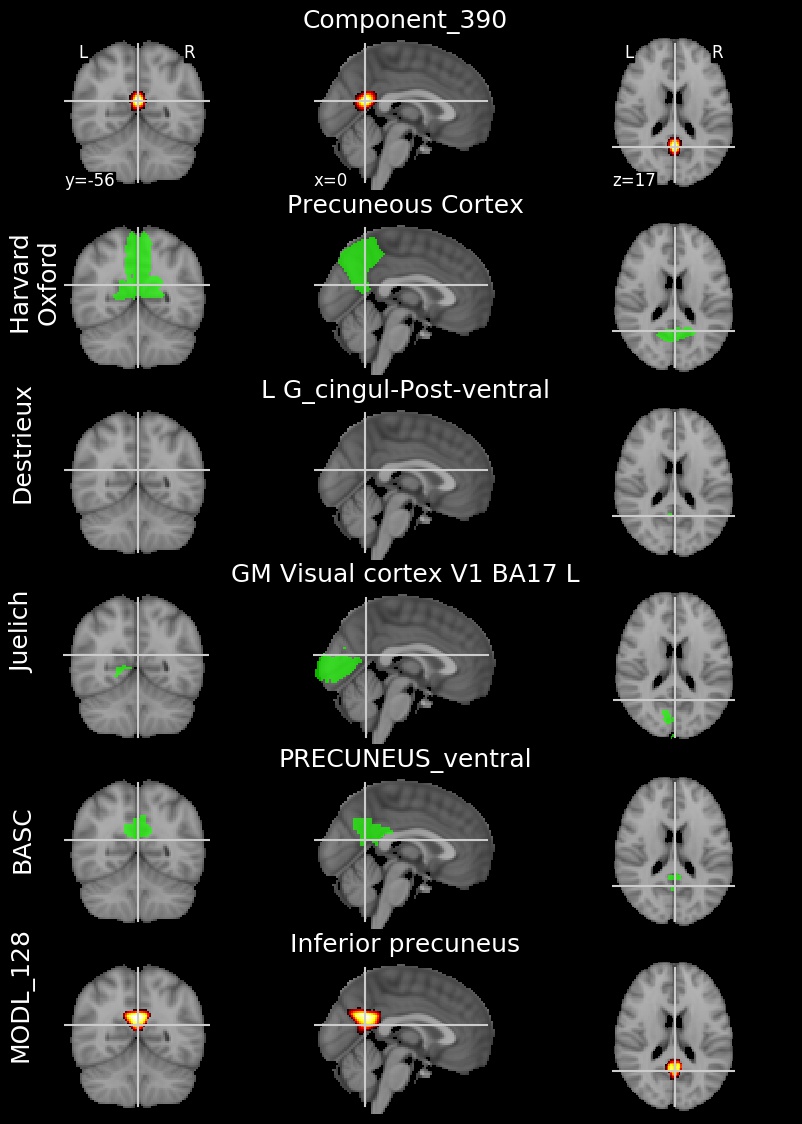 Component_390
L R L R
y=-56 x=0 z=17
Precuneous Cortex
Harvard
Oxford
L G_cingul-Post-ventral
Destrieux
GM Visual cortex V1 BA17 L
Juelich
PRECUNEUS_ventral
BASC
Inferior precuneus
MODL_128